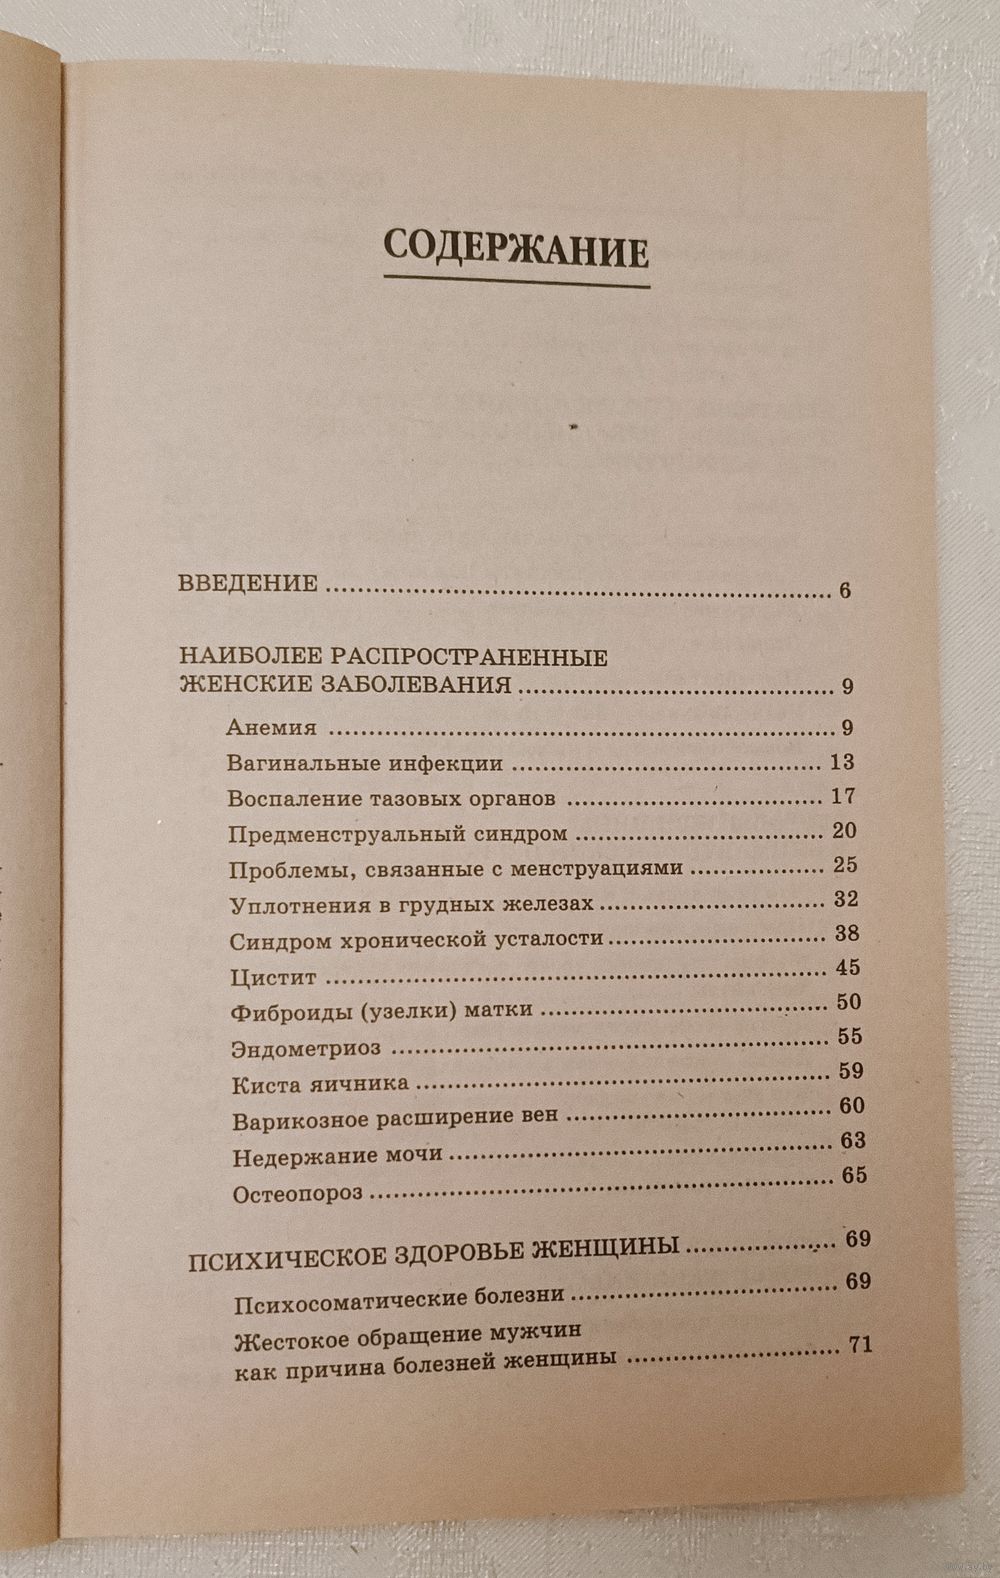 СОДЕРЖАНИЕ
ВВЕДЕНИЕ ........................................ 6
НАИБОЛЕЕ РАСПРОСТРАНЕННЫЕ
ЖЕНСКИЕ ЗАБОЛЕВАНИЯ ........................................ 9
Анемия ........................................ 9
Вагинальные инфекции ........................................ 13
Воспаление тазовых органов ........................................ 17
Предменструальный синдром ........................................ 20
Проблемы, связанные с менструациями ................. 25
Уплотнения в грудных железах ............................. 32
Синдром хронической усталости ............................ 38
Цистит ........................................ 45
Фиброиды (узелки) матки ........................................ 50
Эндометриоз ........................................ 55
Киста яичника ........................................ 59
Варикозное расширение вен ................................. 60
Недержание мочи ........................................ 63
Остеопороз ........................................ 65
ПСИХИЧЕСКОЕ ЗДОРОВЬЕ ЖЕНЩИНЫ ................... 69
Психосоматические болезни ................................. 69
Жестокое обращение мужчин
как причина болезней женщины ........................... 71